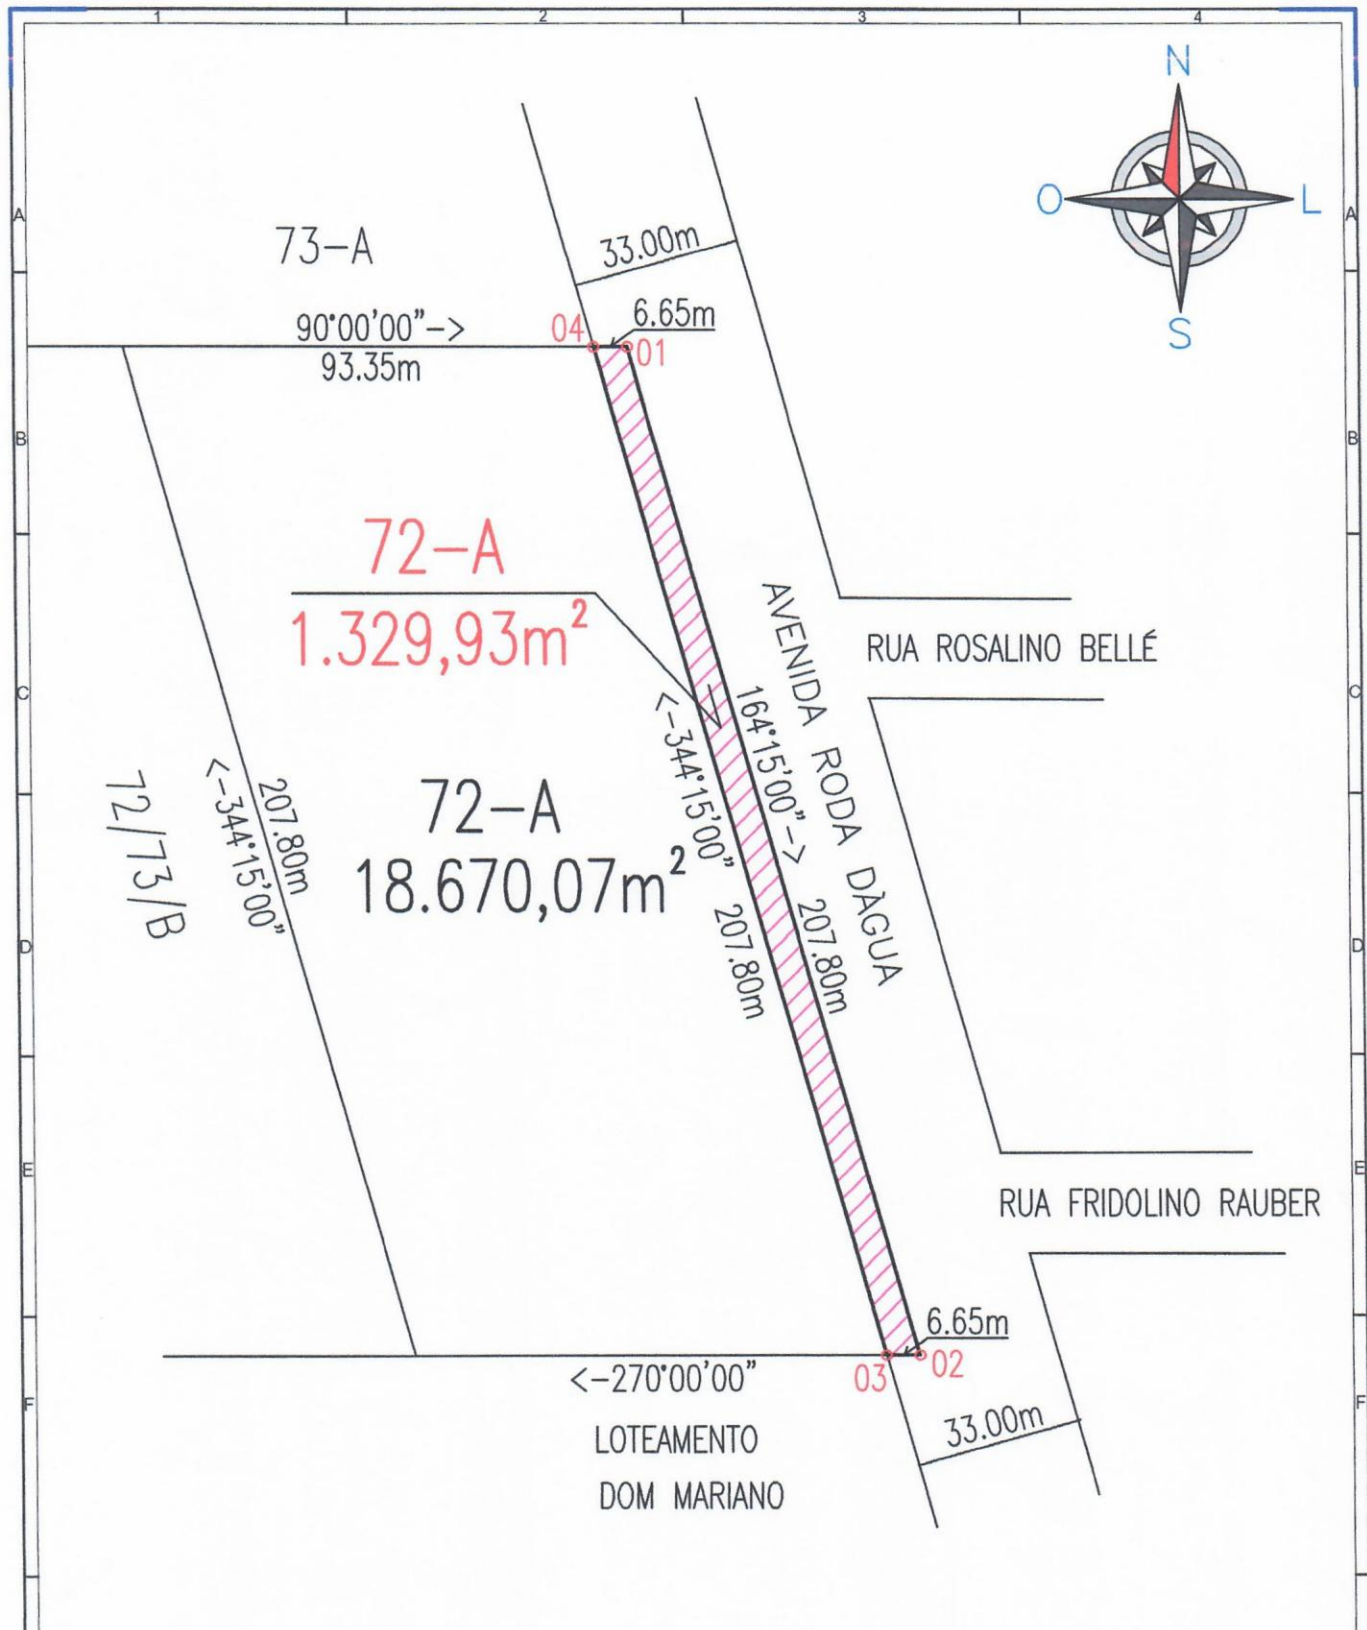 1 2 3 4
N
O L
S
A A
73-A
33.00m
90°00'00"->
93.35m
04
6.65m
01
B B
72-A
1.329,93m²
AVENIDA RODA DÀGUA
RUA ROSALINO BELLÉ
C C
164°15'00"->
207.80m
<-344°15'00"
207.80m
72/73/B
207.80m
<-344°15'00"
72-A
18.670,07m²
D D
E E
RUA FRIDOLINO RAUBER
6.65m
03
02
<-270°00'00"
F F
33.00m
LOTEAMENTO
DOM MARIANO